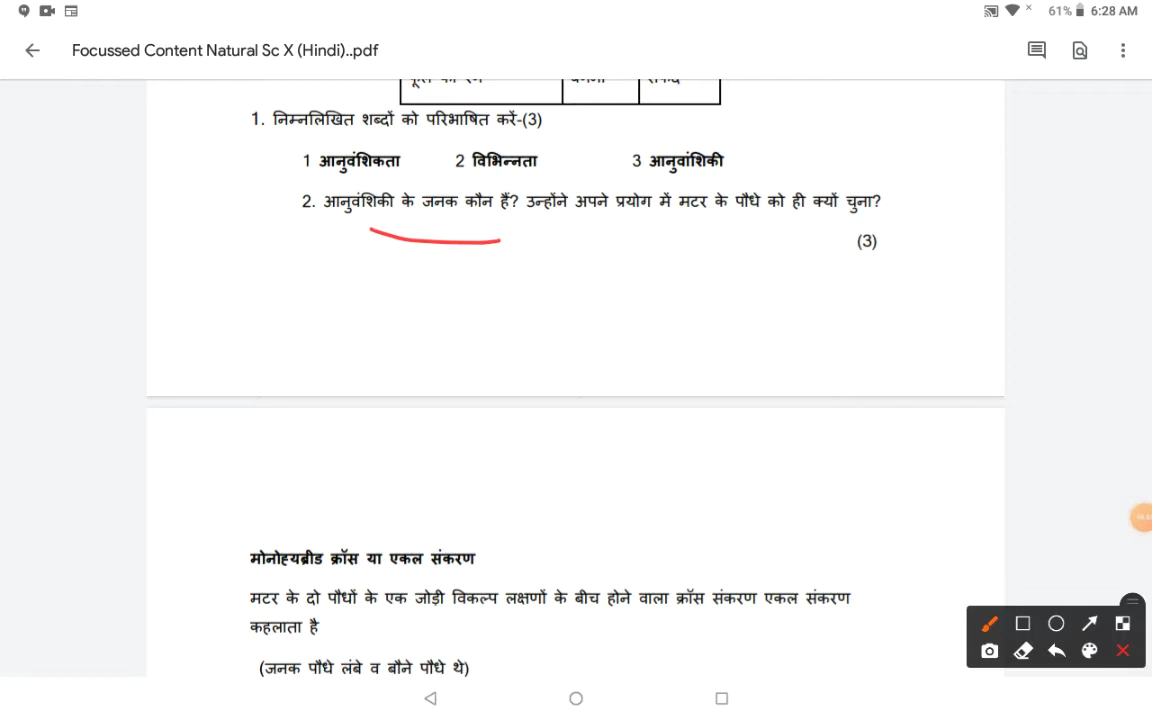 61% 6:28 AM
Focussed Content Natural Sc X (Hindi)..pdf
1. निम्नलिखित शब्दों को परिभाषित करें-(3)
1 आनुवंशिकता 2 विभिन्नता 3 आनुवांशिकी
2. आनुवंशिकी के जनक कौन हैं? उन्होंने अपने प्रयोग में मटर के पौधे को ही क्यों चुना?
(3)
मोनोह्यब्रीड क्रॉस या एकल संकरण
मटर के दो पौधों के एक जोड़ी विकल्प लक्षणों के बीच होने वाला क्रॉस संकरण एकल संकरण
कहलाता है
(जनक पौधे लंबे व बौने पौधे थे)